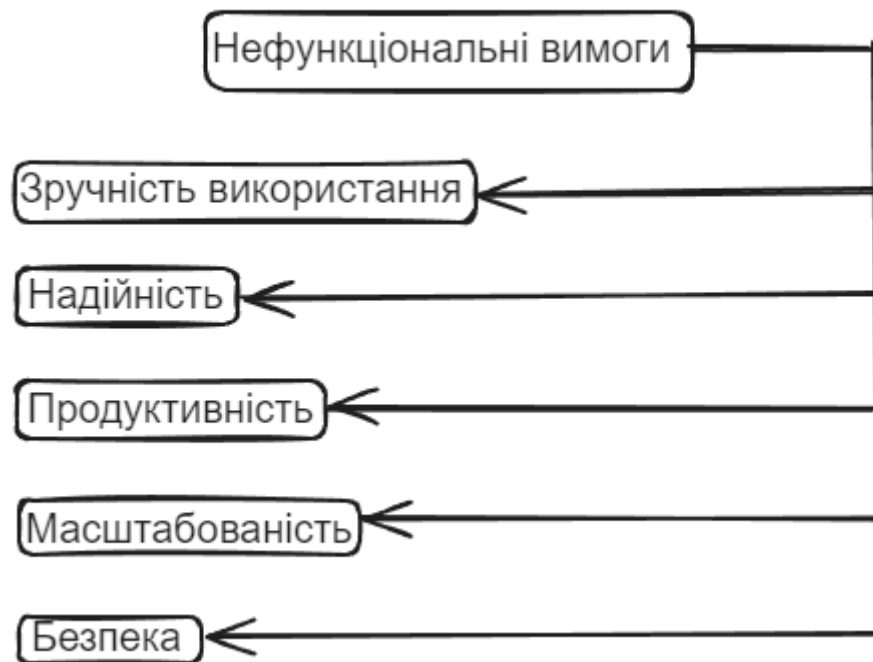 Нефункціональні вимоги
Зручність використання
Надійність
Продуктивність
Масштабованість
Безпека